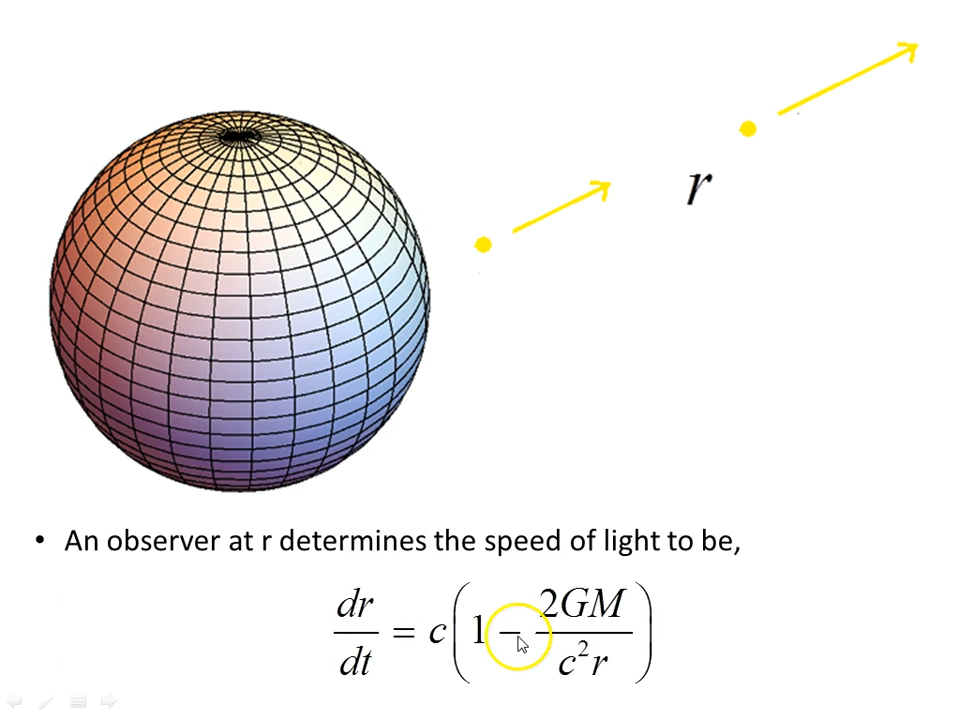 r
• An observer at r determines the speed of light to be,
dr/dt = c(1 − 2GM/c²r)